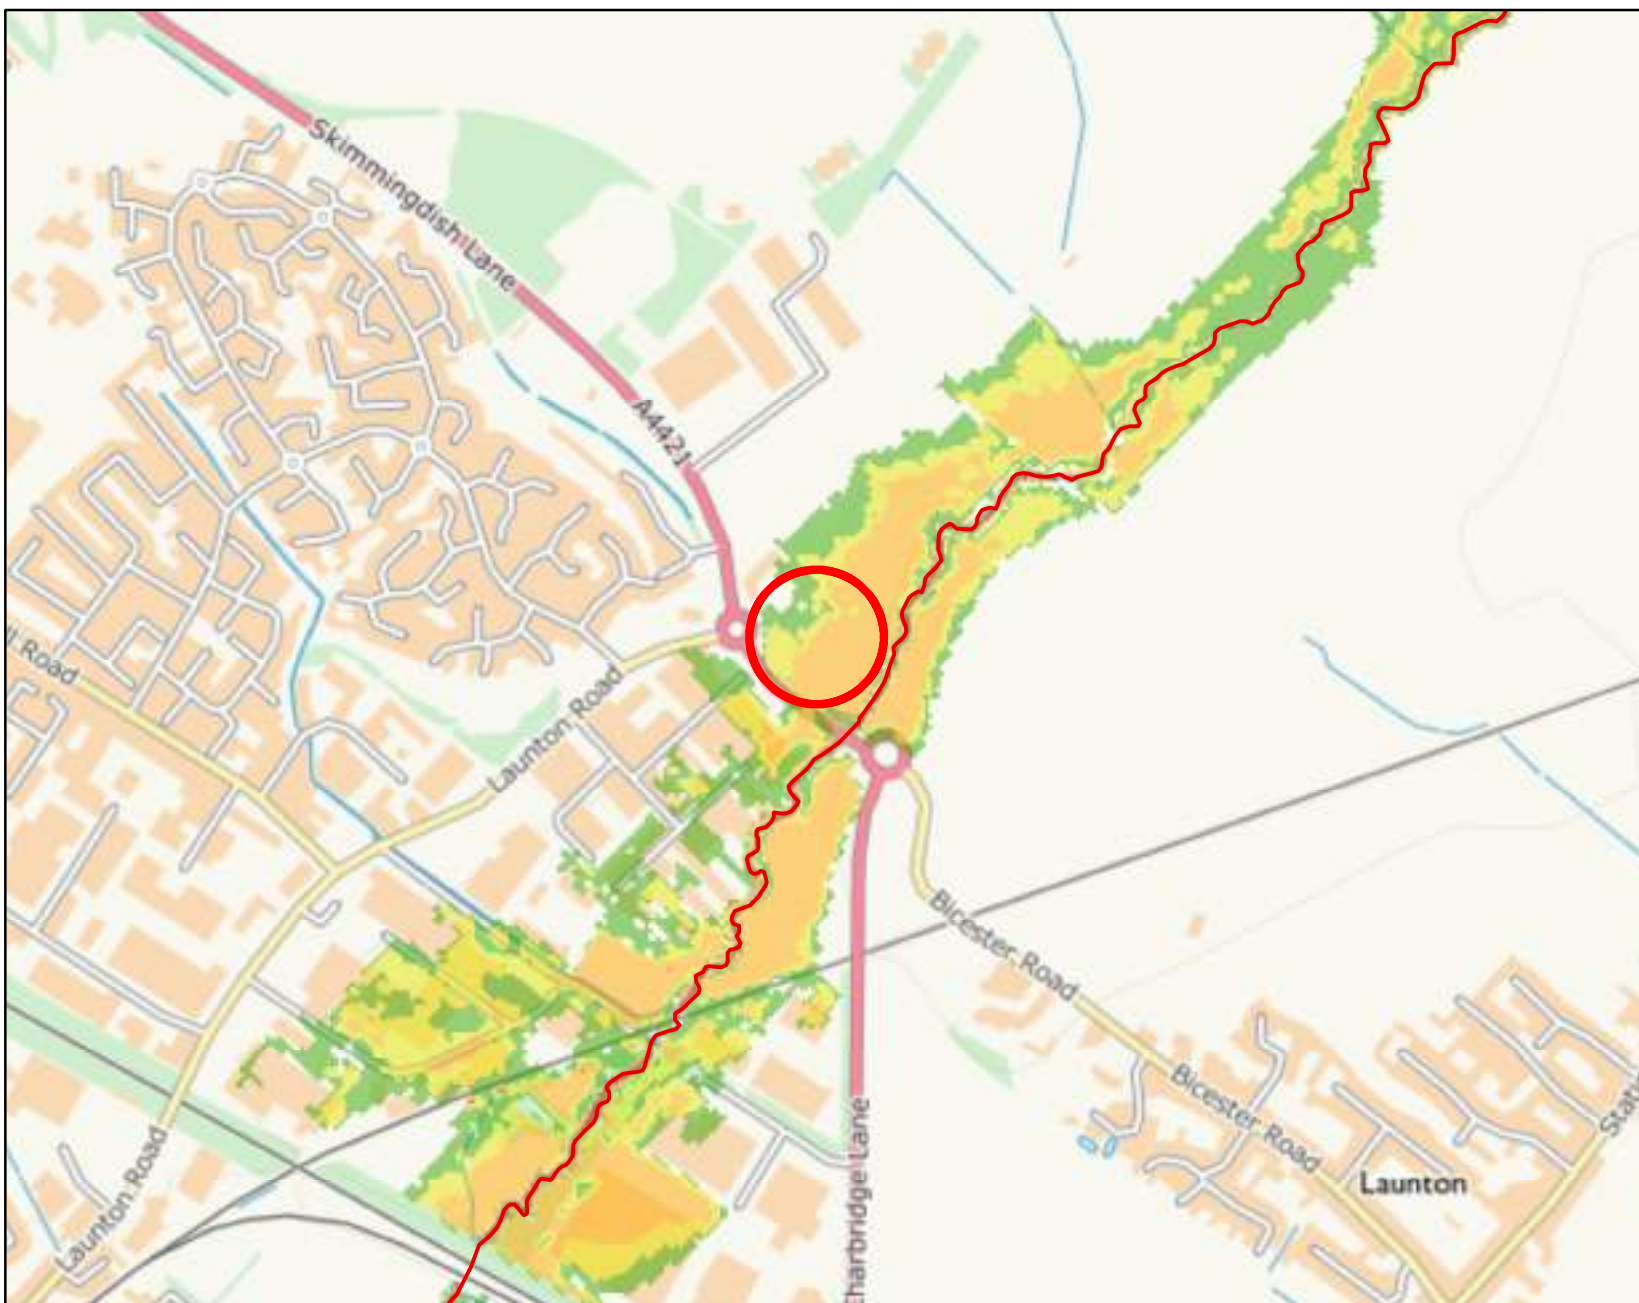 Skimmingdish Lane
A4421
Road
Launton Road
Bicester Road
Bicester Road
Launton
Launton Road
Charbridge Lane